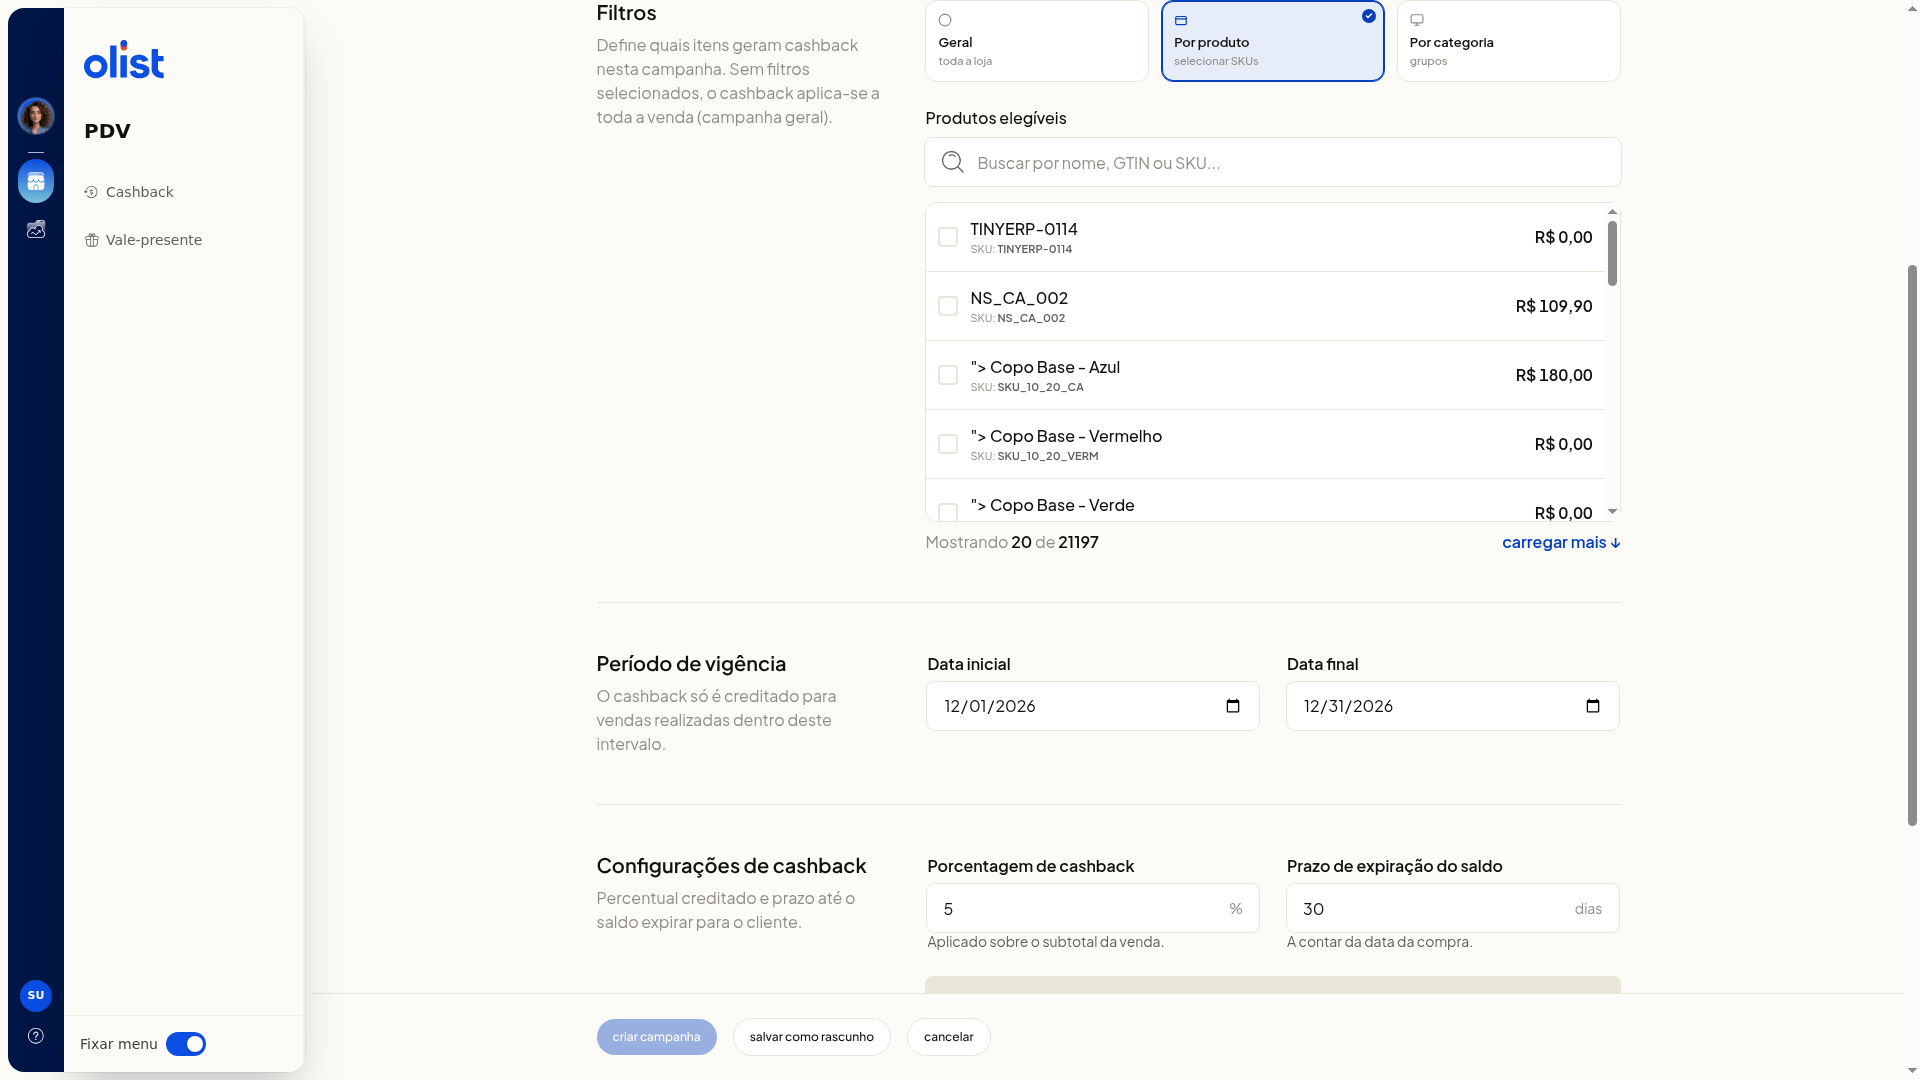 olist
PDV
Cashback
Vale-presente
SU
Fixar menu
Filtros
Define quais itens geram cashback
nesta campanha. Sem filtros
selecionados, o cashback aplica-se a
toda a venda (campanha geral).
Geral
toda a loja
Por produto
selecionar SKUs
Por categoria
grupos
Produtos elegíveis
Buscar por nome, GTIN ou SKU...
TINYERP-0114
SKU: TINYERP-0114
R$ 0,00
NS_CA_002
SKU: NS_CA_002
R$ 109,90
"> Copo Base - Azul
SKU: SKU_10_20_CA
R$ 180,00
"> Copo Base - Vermelho
SKU: SKU_10_20_VERM
R$ 0,00
"> Copo Base - Verde
R$ 0,00
Mostrando 20 de 21197
carregar mais ↓
Período de vigência
O cashback só é creditado para
vendas realizadas dentro deste
intervalo.
Data inicial
12/01/2026
Data final
12/31/2026
Configurações de cashback
Percentual creditado e prazo até o
saldo expirar para o cliente.
Porcentagem de cashback
5 %
Aplicado sobre o subtotal da venda.
Prazo de expiração do saldo
30 dias
A contar da data da compra.
criar campanha
salvar como rascunho
cancelar